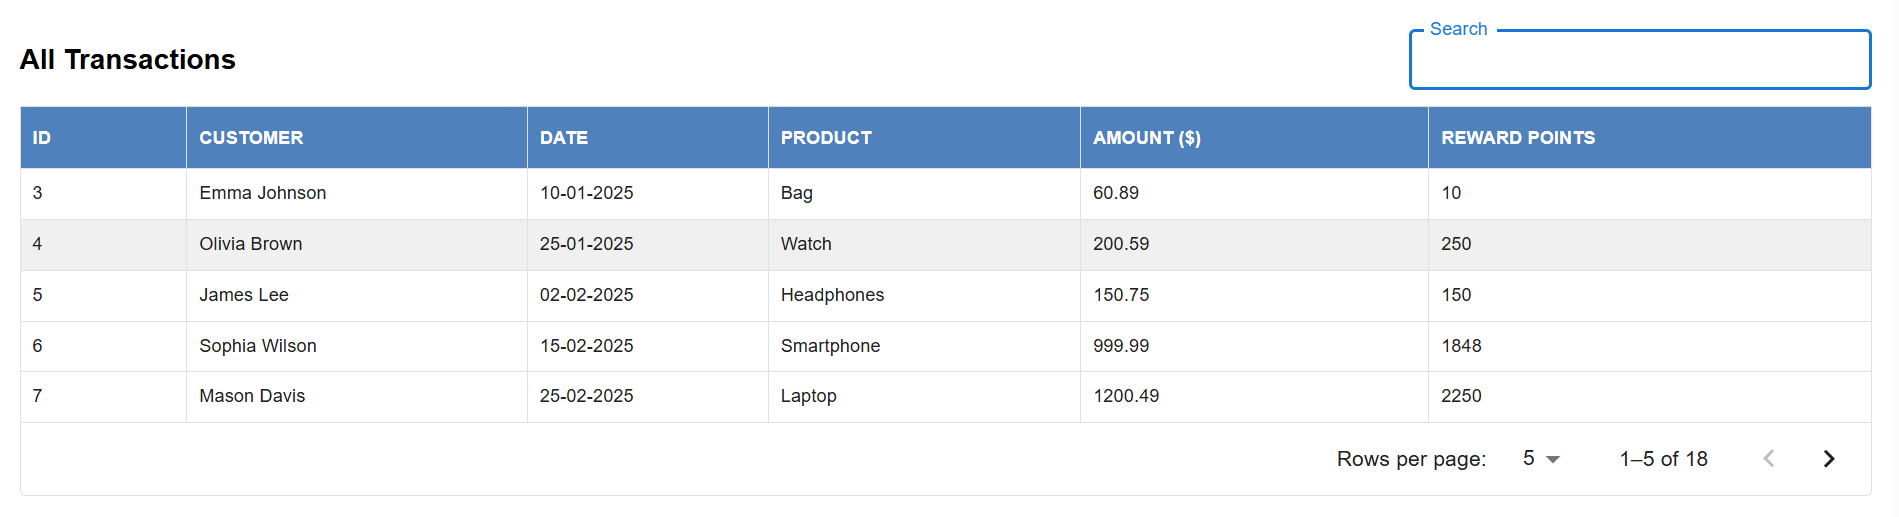 Search
All Transactions
ID CUSTOMER DATE PRODUCT AMOUNT ($) REWARD POINTS
3 Emma Johnson 10-01-2025 Bag 60.89 10
4 Olivia Brown 25-01-2025 Watch 200.59 250
5 James Lee 02-02-2025 Headphones 150.75 150
6 Sophia Wilson 15-02-2025 Smartphone 999.99 1848
7 Mason Davis 25-02-2025 Laptop 1200.49 2250
Rows per page: 5 1–5 of 18